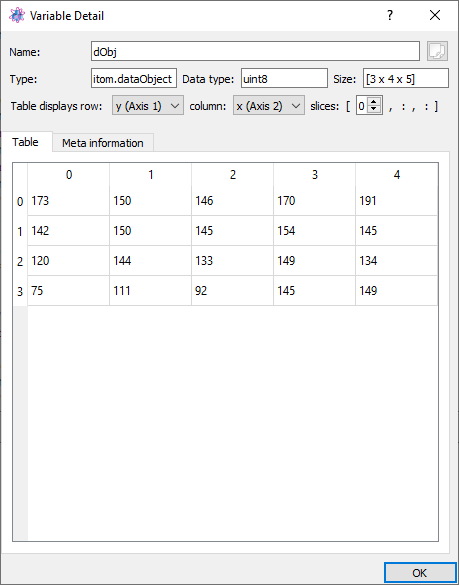 Variable Detail
Name: dObj
Type: itom.dataObject Data type: uint8 Size: [3 x 4 x 5]
Table displays row: y (Axis 1) column: x (Axis 2) slices: [ 0 , : , : ]
Table Meta information
0 1 2 3 4
0 173 150 146 170 191
1 142 150 145 154 145
2 120 144 133 149 134
3 75 111 92 145 149
OK